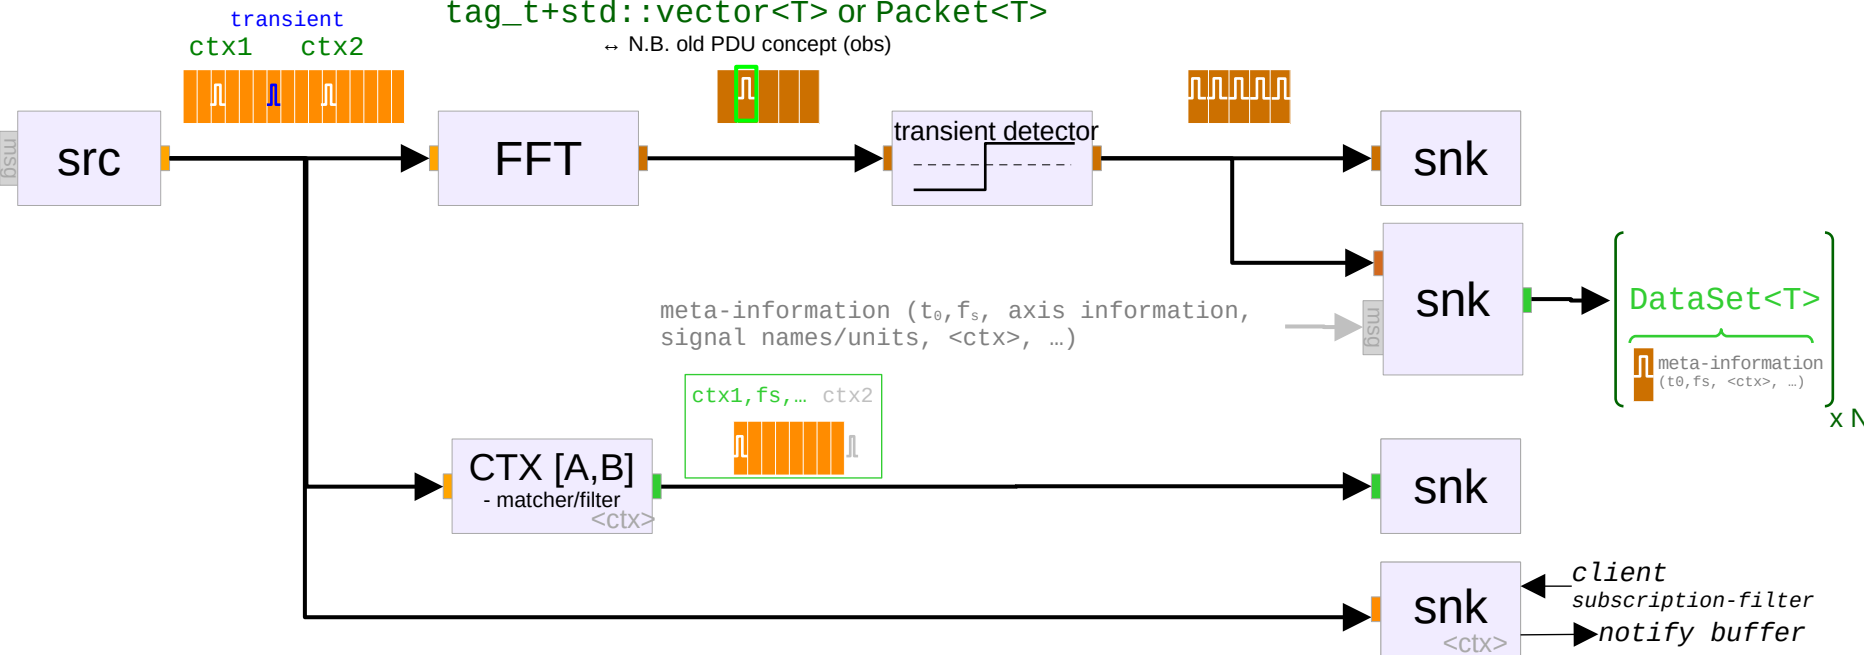 tag_t+std::vector<T> or Packet<T>
↔ N.B. old PDU concept (obs)
transient
ctx1 ctx2
msg
src
FFT
transient detector
snk
meta-information (t₀,fₛ, axis information,
signal names/units, <ctx>, …)
msg
snk
DataSet<T>
meta-information
(t0,fs, <ctx>, …)
x N
ctx1,fs,… ctx2
CTX [A,B]
- matcher/filter
<ctx>
snk
snk
<ctx>
client
subscription-filter
notify buffer